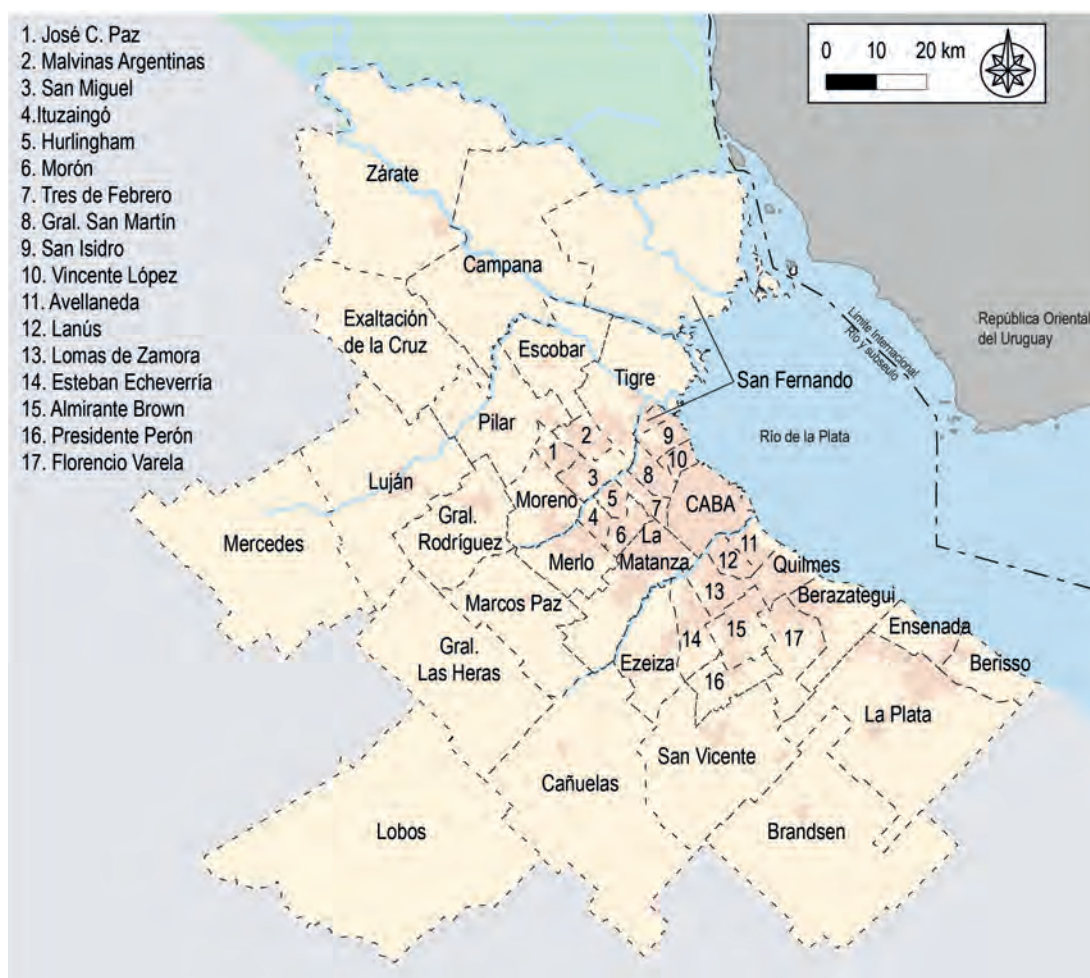 1. José C. Paz
2. Malvinas Argentinas
3. San Miguel
4.Ituzaingó
5. Hurlingham
6. Morón
7. Tres de Febrero
8. Gral. San Martín
9. San Isidro
10. Vincente López
11. Avellaneda
12. Lanús
13. Lomas de Zamora
14. Esteban Echeverría
15. Almirante Brown
16. Presidente Perón
17. Florencio Varela
0 10 20 km
Zárate
Campana
Exaltación
de la Cruz
Escobar
Tigre
San Fernando
República Oriental
del Uruguay
Límite Internacional
Río y subsuelo
Río de la Plata
Pilar
2
9
1
10
8
3
Luján
Moreno
5
7
CABA
4
Gral.
Rodríguez
6
La
Matanza
Mercedes
Merlo
11
12
Quilmes
13
Berazategui
Marcos Paz
Ensenada
15
14
17
Gral.
Las Heras
Ezeiza
Berisso
16
La Plata
San Vicente
Cañuelas
Lobos
Brandsen